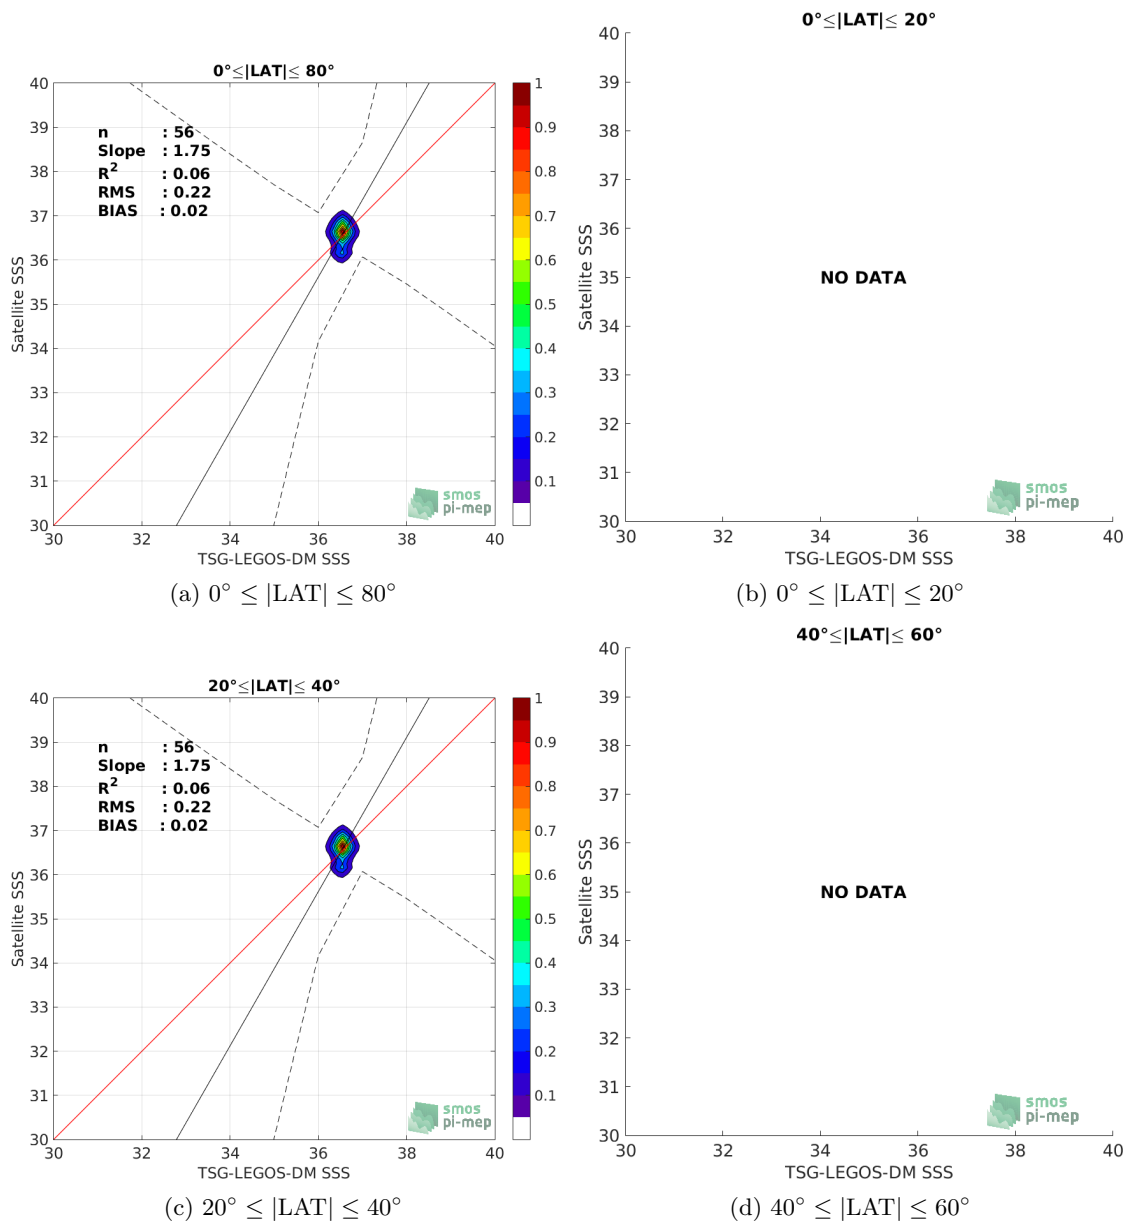 0°≤|LAT|≤ 80°
40
39
38
37
36
35
34
33
32
31
30
30
32
34
36
38
40
Satellite SSS
TSG-LEGOS-DM SSS
n : 56
Slope : 1.75
R² : 0.06
RMS : 0.22
BIAS : 0.02
1
0.9
0.8
0.7
0.6
0.5
0.4
0.3
0.2
0.1
smos
pi-mep
(a) 0° ≤ |LAT| ≤ 80°
0°≤|LAT|≤ 20°
40
39
38
37
36
35
34
33
32
31
30
30
32
34
36
38
40
Satellite SSS
TSG-LEGOS-DM SSS
NO DATA
smos
pi-mep
(b) 0° ≤ |LAT| ≤ 20°
20°≤|LAT|≤ 40°
40
39
38
37
36
35
34
33
32
31
30
30
32
34
36
38
40
Satellite SSS
TSG-LEGOS-DM SSS
n : 56
Slope : 1.75
R² : 0.06
RMS : 0.22
BIAS : 0.02
1
0.9
0.8
0.7
0.6
0.5
0.4
0.3
0.2
0.1
smos
pi-mep
(c) 20° ≤ |LAT| ≤ 40°
40°≤|LAT|≤ 60°
40
39
38
37
36
35
34
33
32
31
30
30
32
34
36
38
40
Satellite SSS
TSG-LEGOS-DM SSS
NO DATA
smos
pi-mep
(d) 40° ≤ |LAT| ≤ 60°